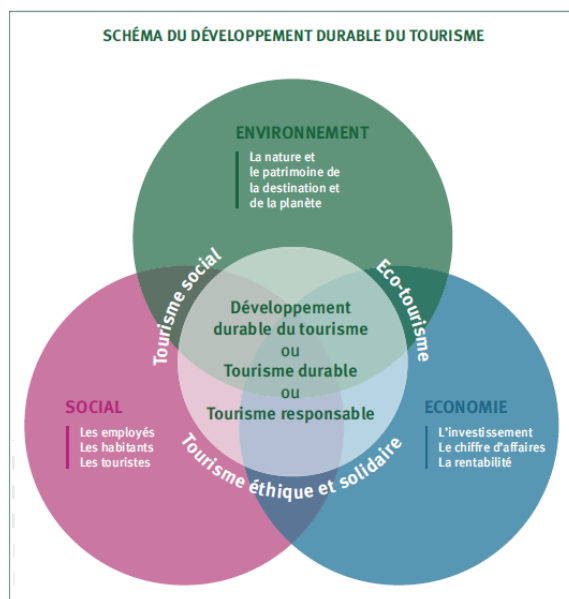 SCHÉMA DU DÉVELOPPEMENT DURABLE DU TOURISME
ENVIRONNEMENT
La nature et
le patrimoine de
la destination et
de la planète
Tourisme social
Eco-tourisme
Développement
durable du tourisme
ou
Tourisme durable
ou
Tourisme responsable
SOCIAL
Les employés
Les habitants
Les touristes
ECONOMIE
L'investissement
Le chiffre d'affaires
La rentabilité
Tourisme éthique et solidaire